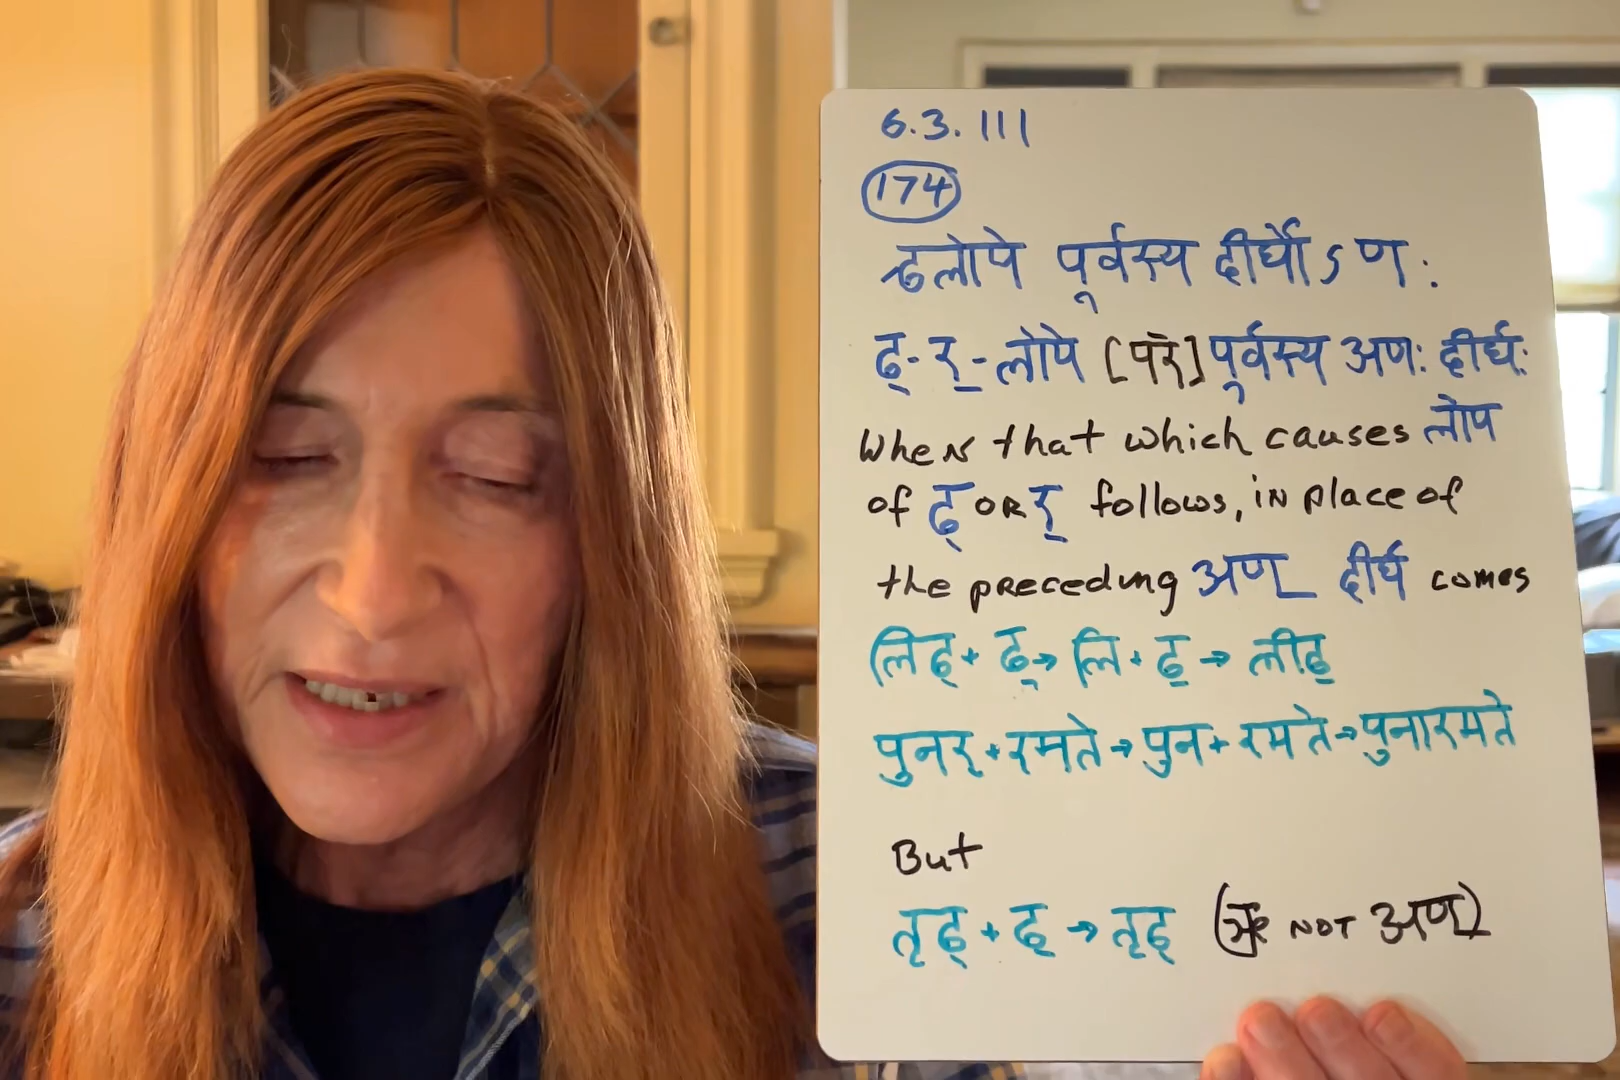 6.3.111
174
ढ्रलोपे पूर्वस्य दीर्घोऽणः
ढ्-र्-लोपे [परे] पूर्वस्य अणः दीर्घः
When that which causes लोप
of ढ् OR र् follows, in place of
the preceding अण् दीर्घ comes
लिढ् + ढ् → लि + ढ् → लीढ्
पुनर् + रमते → पुन + रमते → पुनारमते
But
तृढ् + ढ् → तृढ् (ऋ NOT अण्)